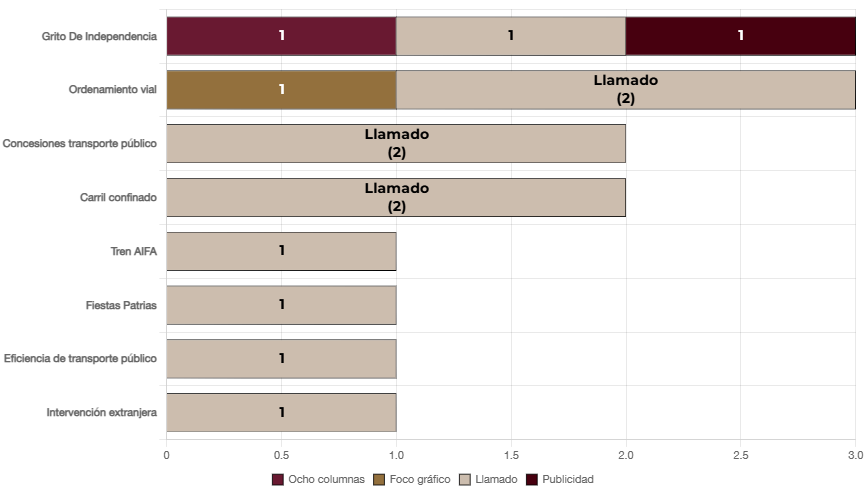 Grito De Independencia
1
1
1
Ordenamiento vial
1
Llamado
(2)
Concesiones transporte público
Llamado
(2)
Carril confinado
Llamado
(2)
Tren AIFA
1
Fiestas Patrias
1
Eficiencia de transporte público
1
Intervención extranjera
1
0 0.5 1.0 1.5 2.0 2.5 3.0
Ocho columnas Foco gráfico Llamado Publicidad